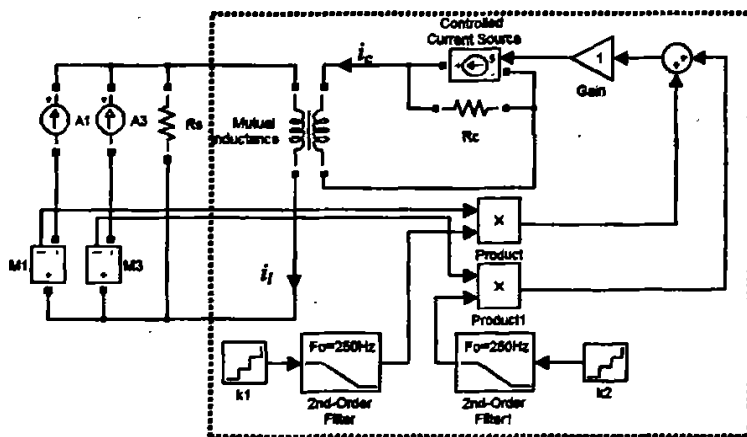 Controlled
Current Source
i_c
s
1
Gain
A1
A3
Rs
Mutual
Inductance
Rc
M1
M3
×
Product
×
Product1
i_l
k1
Fo=250Hz
2nd-Order
Filter
Fo=250Hz
2nd-Order
Filter1
k2